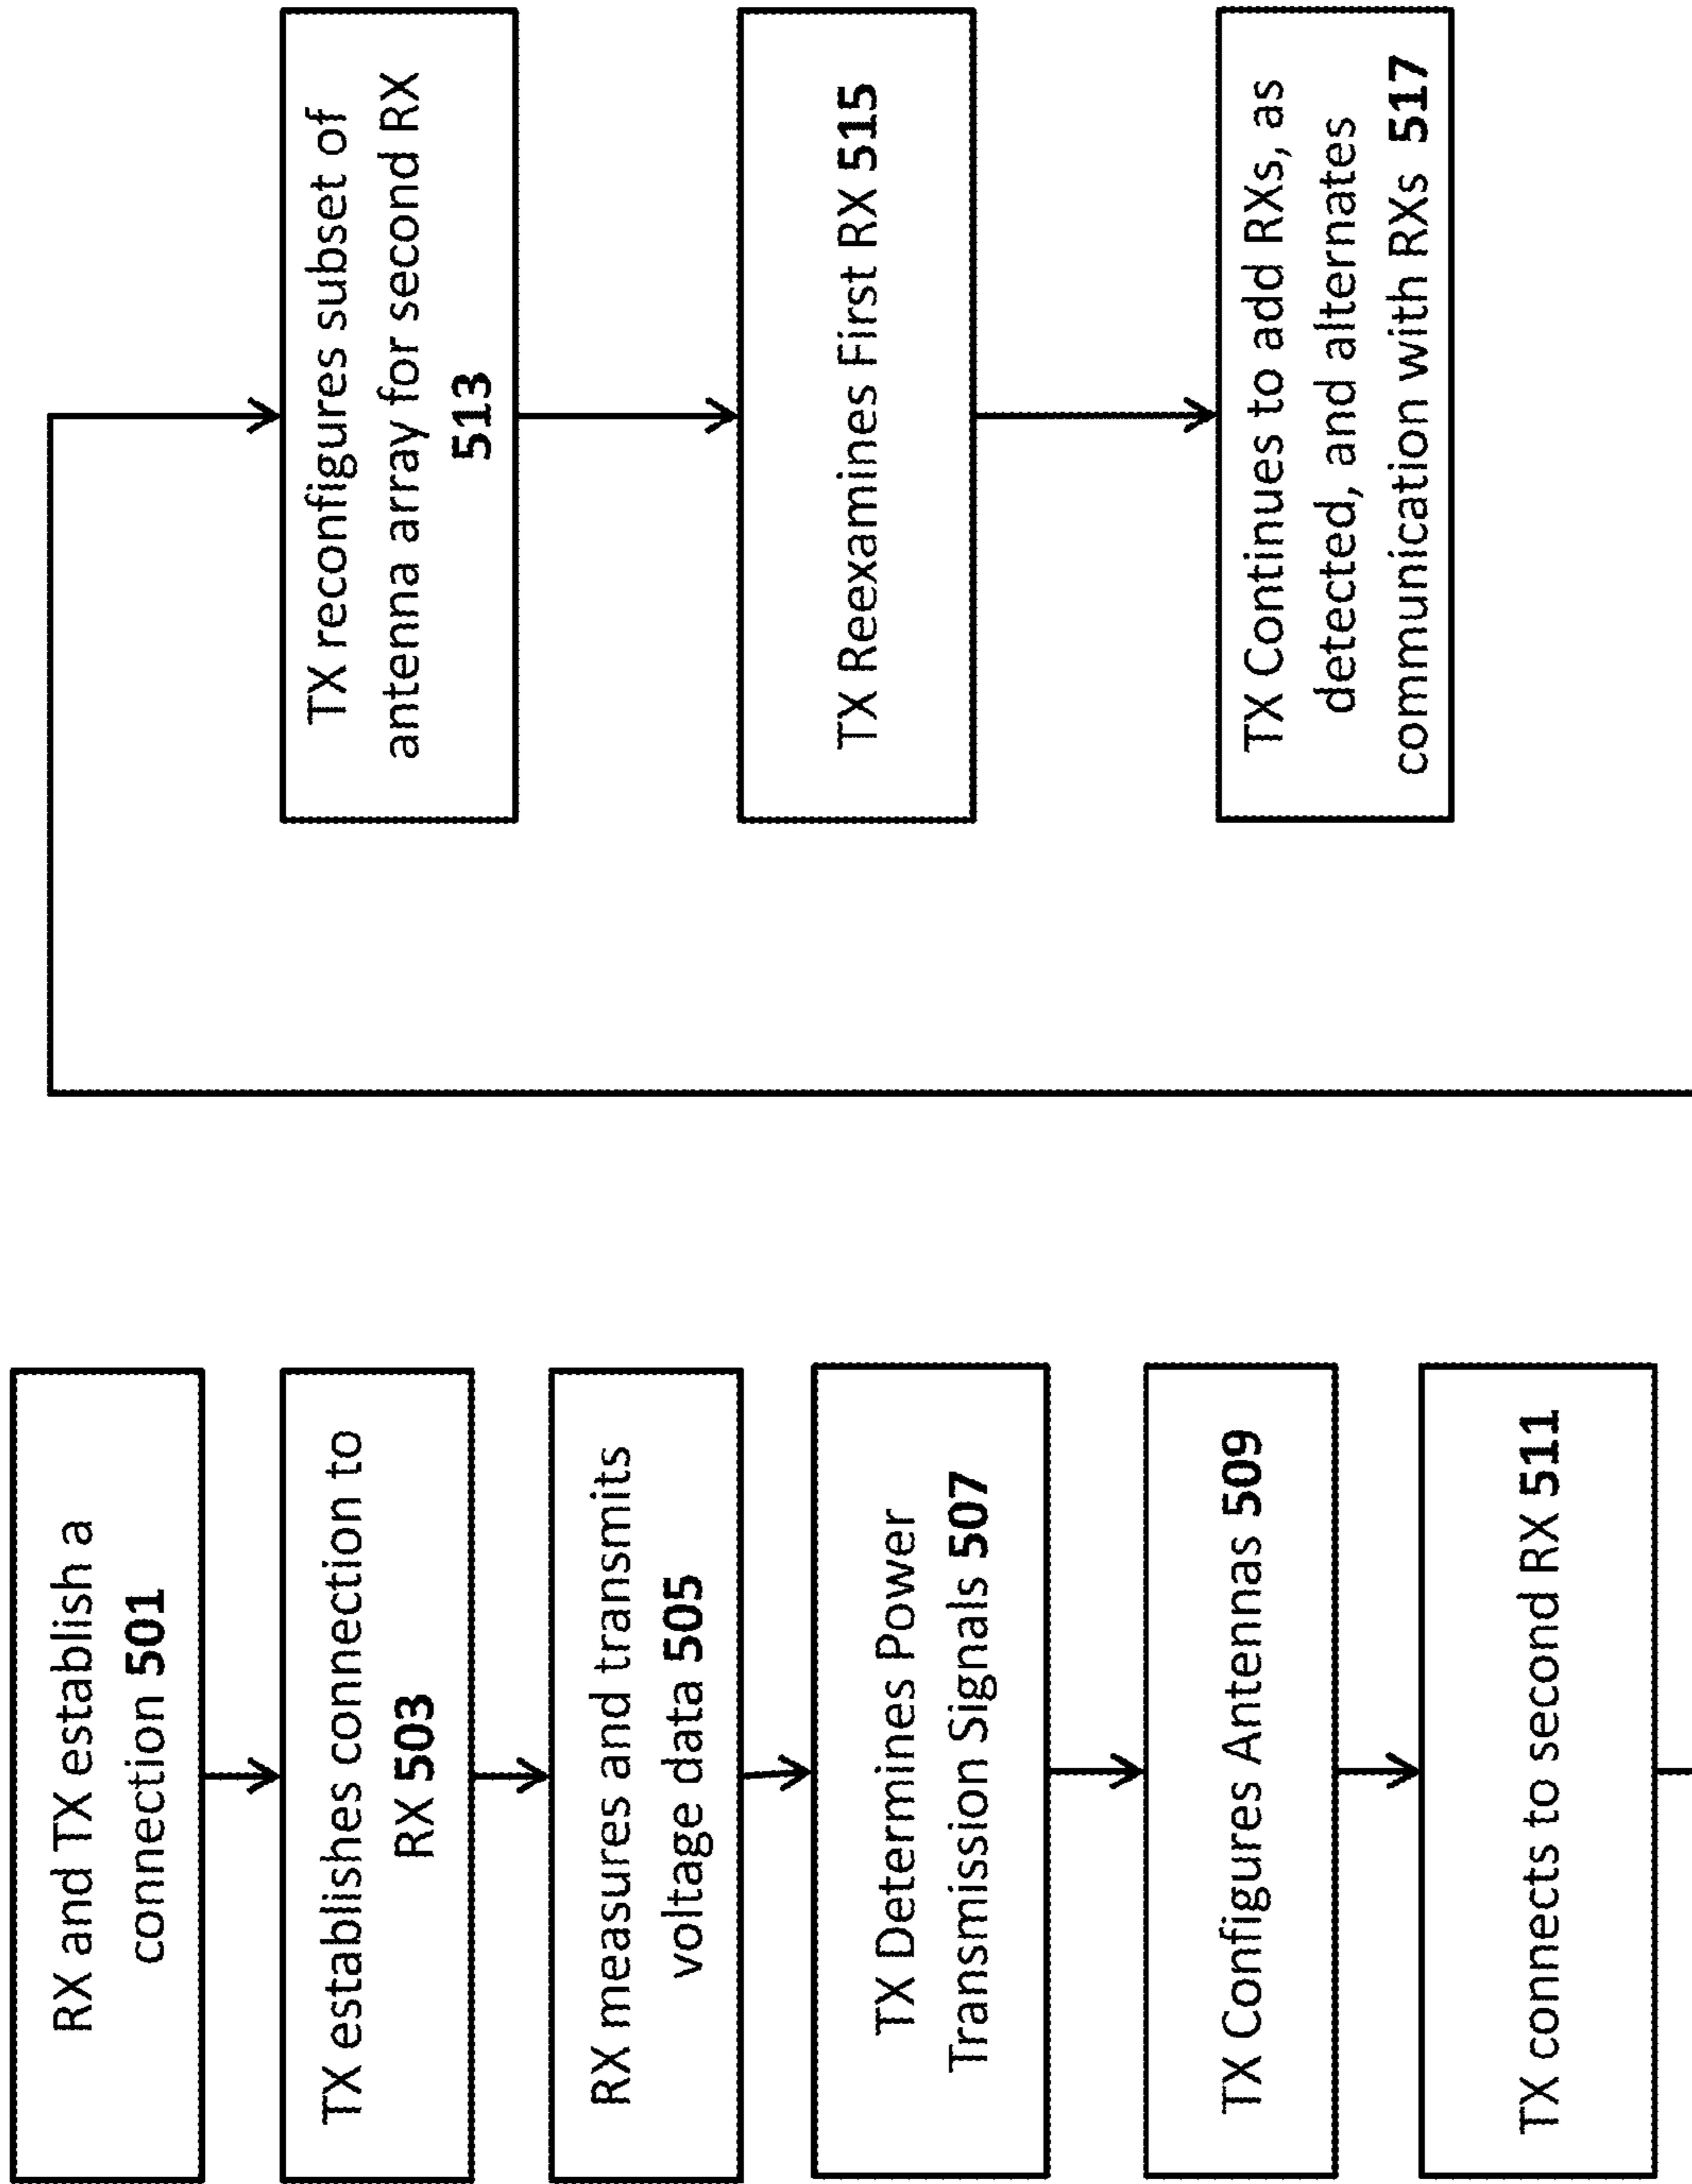 RX and TX establish a
connection 501
TX establishes connection to
RX 503
RX measures and transmits
voltage data 505
TX Determines Power
Transmission Signals 507
TX Configures Antennas 509
TX connects to second RX 511
TX reconfigures subset of
antenna array for second RX
513
TX Reexamines First RX 515
TX Continues to add RXs, as
detected, and alternates
communication with RXs 517